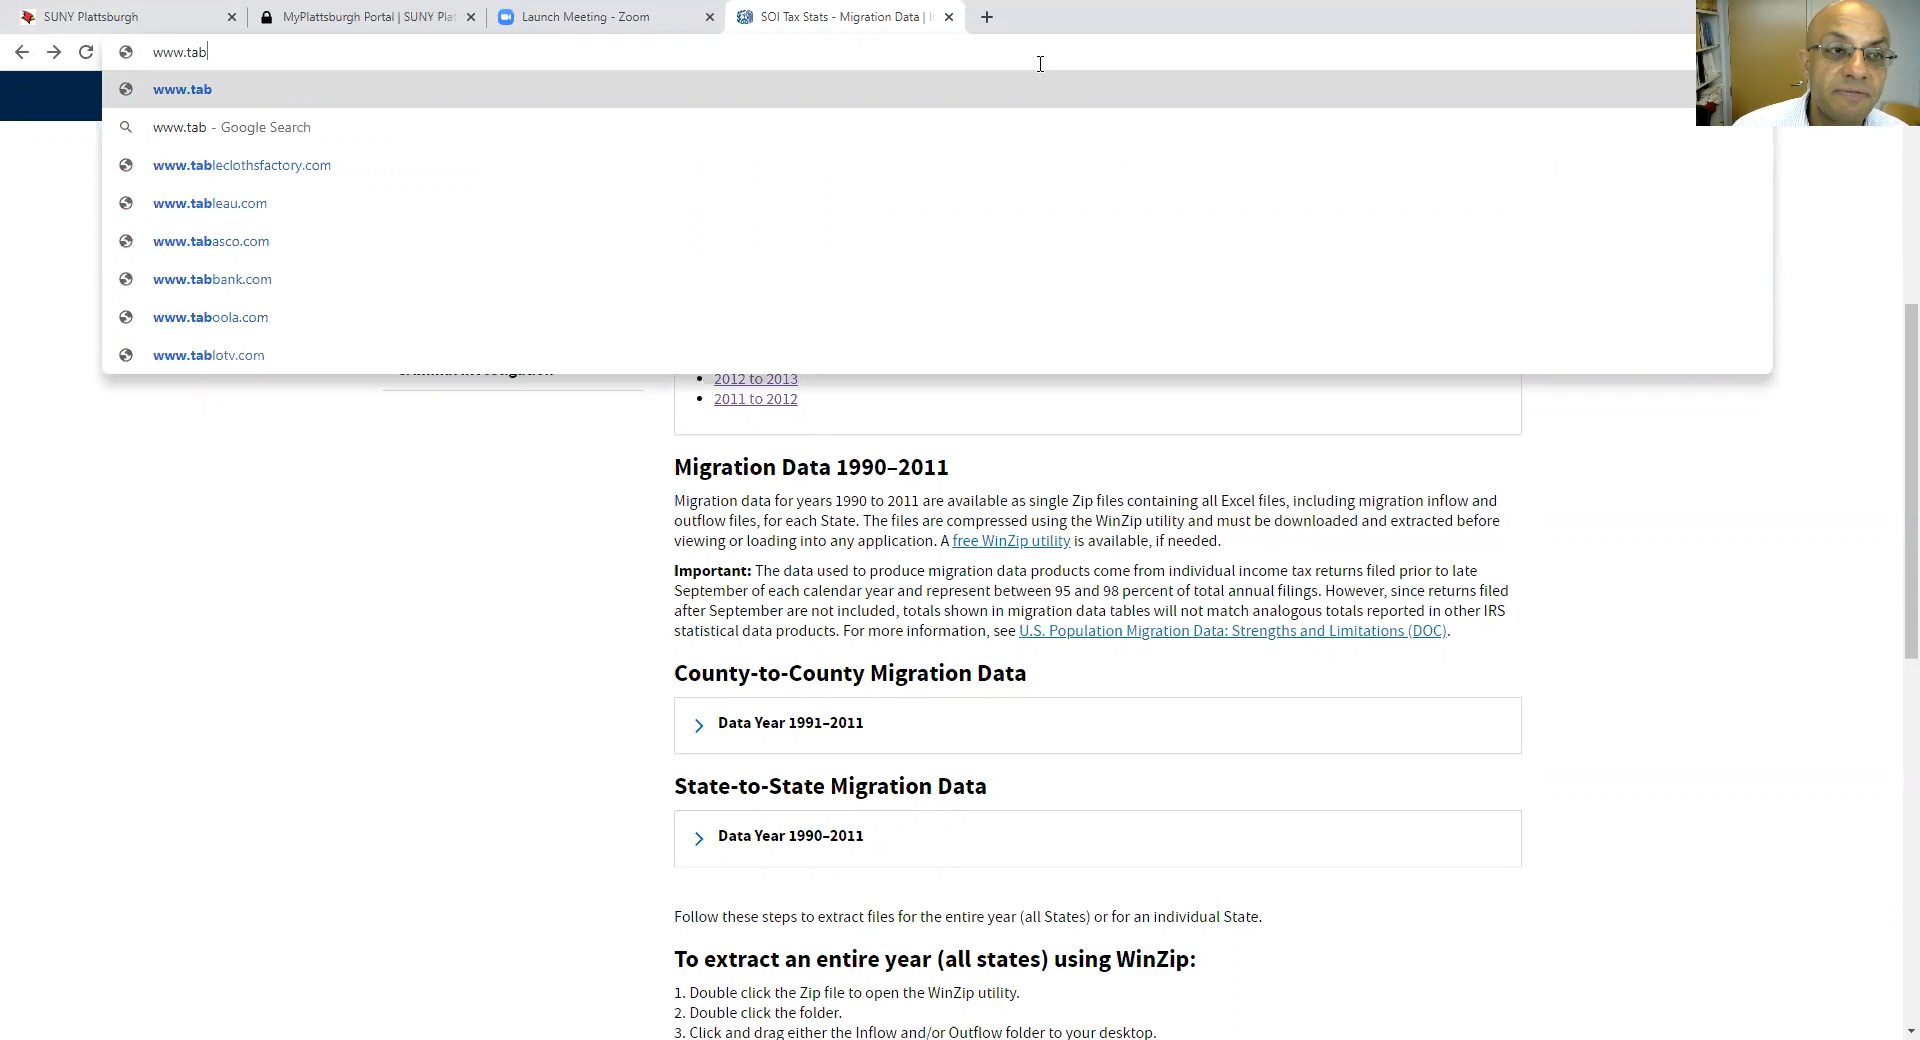 SUNY Plattsburgh
MyPlattsburgh Portal | SUNY Plat
Launch Meeting - Zoom
SOI Tax Stats - Migration Data |
www.tab
www.tab
www.tab - Google Search
www.tableclothsfactory.com
www.tableau.com
www.tabasco.com
www.tabbank.com
www.taboola.com
www.tablotv.com
2012 to 2013
2011 to 2012
Migration Data 1990–2011
Migration data for years 1990 to 2011 are available as single Zip files containing all Excel files, including migration inflow and
outflow files, for each State. The files are compressed using the WinZip utility and must be downloaded and extracted before
viewing or loading into any application. A free WinZip utility is available, if needed.
Important: The data used to produce migration data products come from individual income tax returns filed prior to late
September of each calendar year and represent between 95 and 98 percent of total annual filings. However, since returns filed
after September are not included, totals shown in migration data tables will not match analogous totals reported in other IRS
statistical data products. For more information, see U.S. Population Migration Data: Strengths and Limitations (DOC).
County-to-County Migration Data
Data Year 1991–2011
State-to-State Migration Data
Data Year 1990–2011
Follow these steps to extract files for the entire year (all States) or for an individual State.
To extract an entire year (all states) using WinZip:
1. Double click the Zip file to open the WinZip utility.
2. Double click the folder.
3. Click and drag either the Inflow and/or Outflow folder to your desktop.